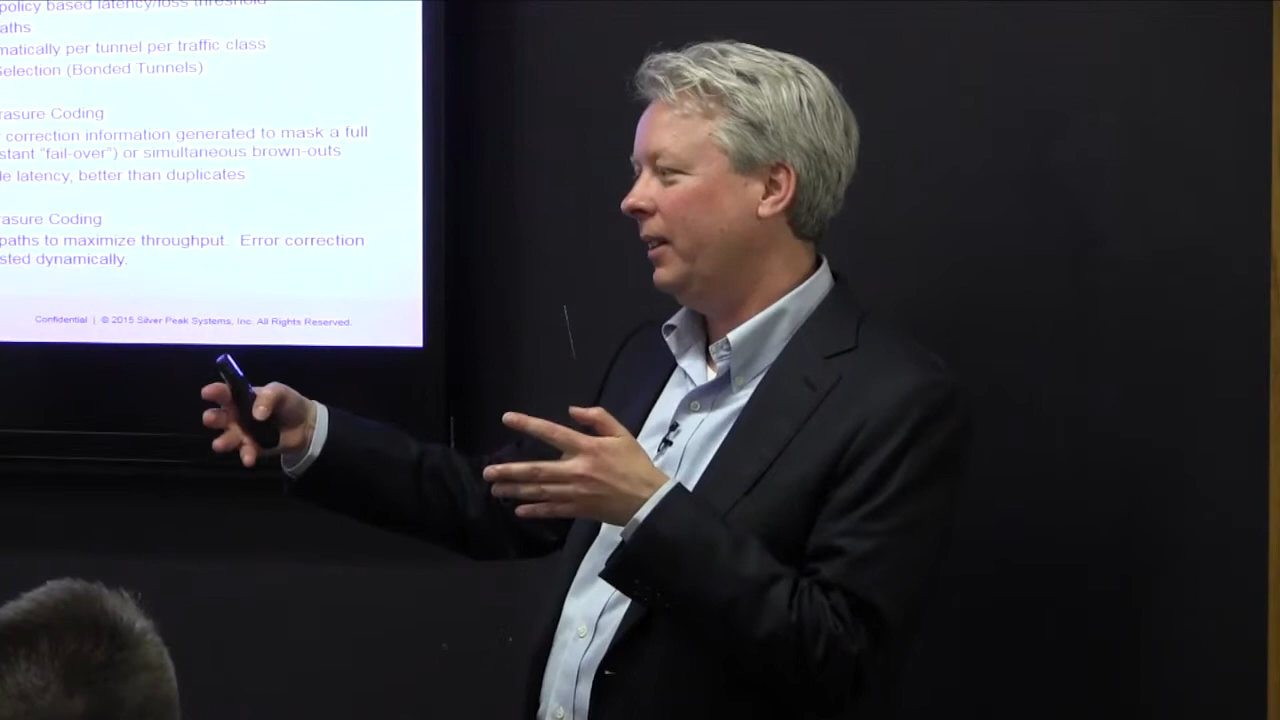 policy based latency/loss threshold
aths
matically per tunnel per traffic class
Selection (Bonded Tunnels)
rasure Coding
r correction information generated to mask a full
stant "fail-over") or simultaneous brown-outs
le latency, better than duplicates
rasure Coding
paths to maximize throughput. Error correction
sted dynamically.
Confidential | © 2015 Silver Peak Systems, Inc. All Rights Reserved.